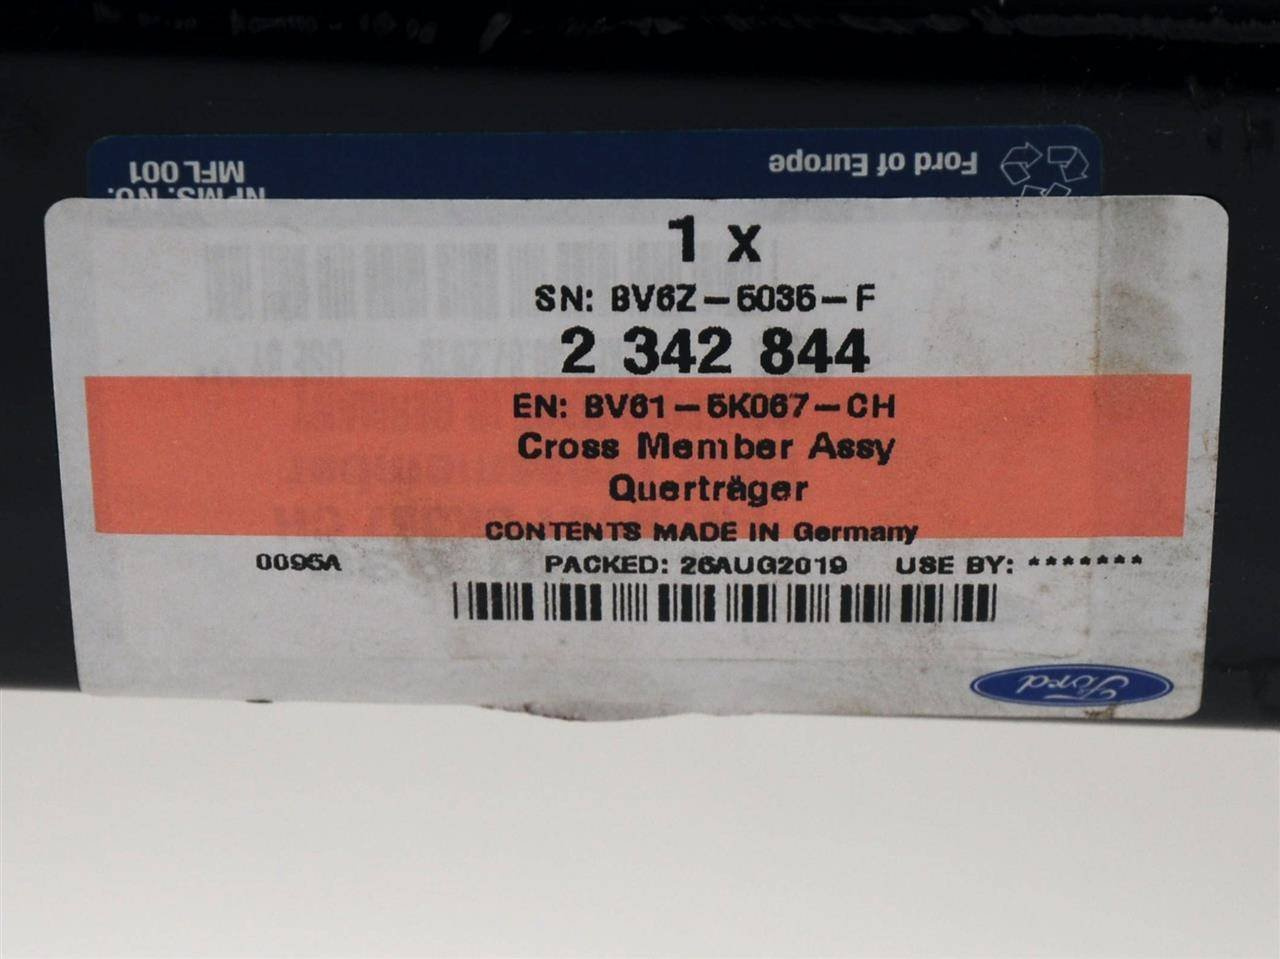 Ford of Europe
NPMS. NO.
MFL 001
1 x
SN: BV6Z-5035-F
2 342 844
EN: BV61-5K067-CH
Cross Member Assy
Querträger
CONTENTS MADE IN Germany
0095A PACKED: 26AUG2019 USE BY: *******
Ford